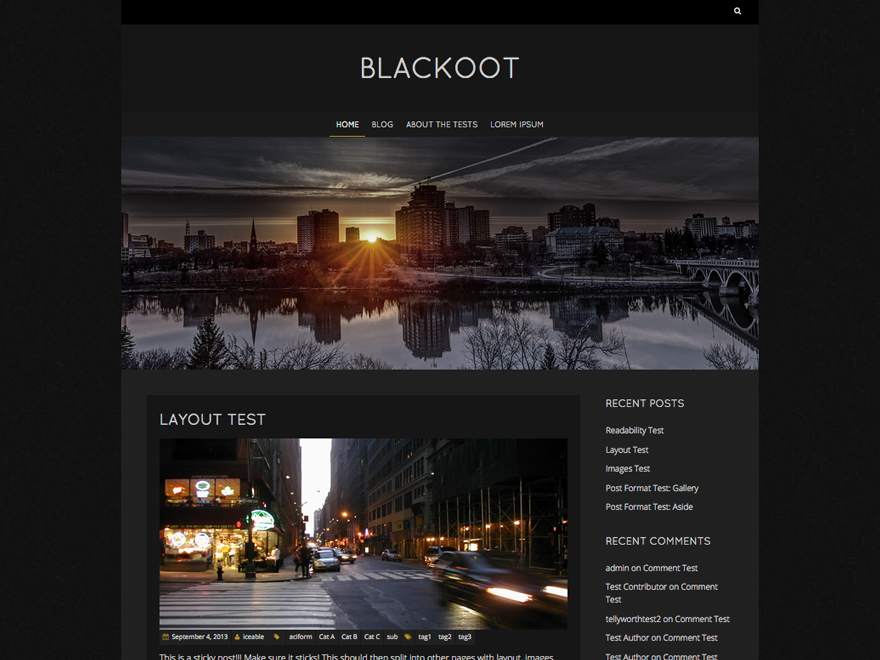 BLACKOOT
HOME BLOG ABOUT THE TESTS LOREM IPSUM
LAYOUT TEST
September 4, 2013 iceable aciform Cat A Cat B Cat C sub tag1 tag2 tag3
This is a sticky post!!! Make sure it sticks! This should then split into other pages with layout, images,
RECENT POSTS
Readability Test
Layout Test
Images Test
Post Format Test: Gallery
Post Format Test: Aside
RECENT COMMENTS
admin on Comment Test
Test Contributor on Comment
Test
tellyworthtest2 on Comment Test
Test Author on Comment Test
Test Author on Comment Test